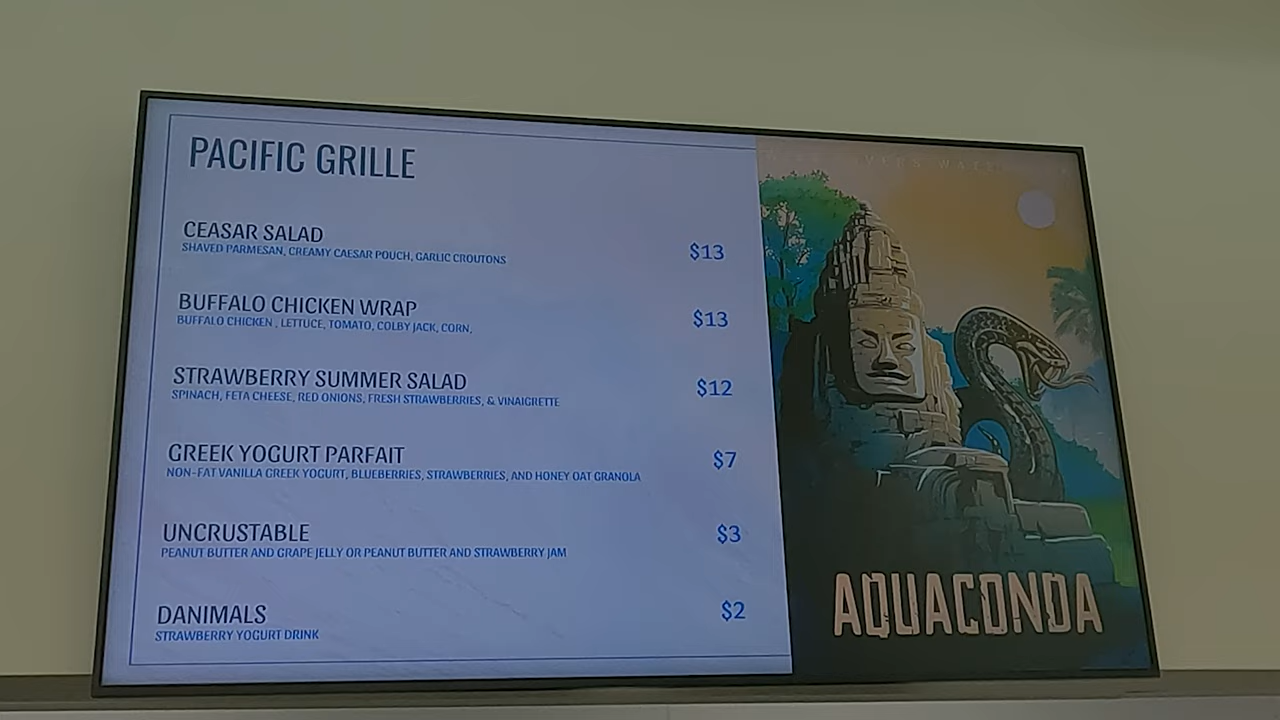 PACIFIC GRILLE
CEASAR SALAD
SHAVED PARMESAN, CREAMY CAESAR POUCH, GARLIC CROUTONS
$13
BUFFALO CHICKEN WRAP
BUFFALO CHICKEN , LETTUCE, TOMATO, COLBY JACK, CORN,
$13
STRAWBERRY SUMMER SALAD
SPINACH, FETA CHEESE, RED ONIONS, FRESH STRAWBERRIES, & VINAIGRETTE
$12
GREEK YOGURT PARFAIT
NON-FAT VANILLA GREEK YOGURT, BLUEBERRIES, STRAWBERRIES, AND HONEY OAT GRANOLA
$7
UNCRUSTABLE
PEANUT BUTTER AND GRAPE JELLY OR PEANUT BUTTER AND STRAWBERRY JAM
$3
DANIMALS
STRAWBERRY YOGURT DRINK
$2
AQUACONDA